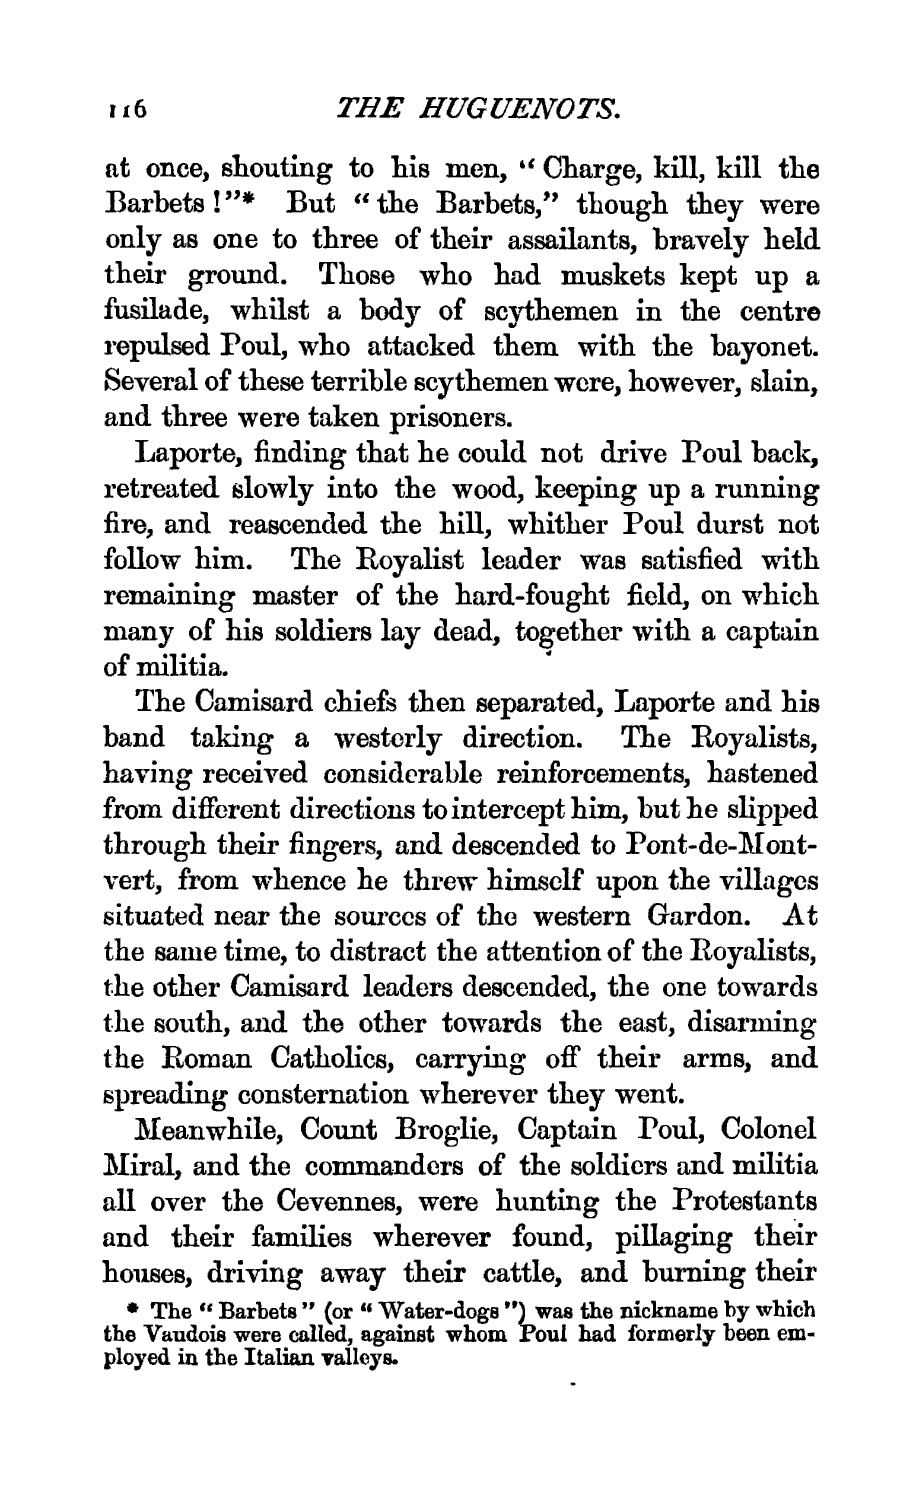 116 THE HUGUENOTS.
at once, shouting to his men, “ Charge, kill, kill the
Barbets !”* But “ the Barbets,” though they were
only as one to three of their assailants, bravely held
their ground. Those who had muskets kept up a
fusilade, whilst a body of scythemen in the centre
repulsed Poul, who attacked them with the bayonet.
Several of these terrible scythemen were, however, slain,
and three were taken prisoners.
Laporte, finding that he could not drive Poul back,
retreated slowly into the wood, keeping up a running
fire, and reascended the hill, whither Poul durst not
follow him. The Royalist leader was satisfied with
remaining master of the hard-fought field, on which
many of his soldiers lay dead, together with a captain
of militia.
The Camisard chiefs then separated, Laporte and his
band taking a westerly direction. The Royalists,
having received considerable reinforcements, hastened
from different directions to intercept him, but he slipped
through their fingers, and descended to Pont-de-Mont-
vert, from whence he threw himself upon the villages
situated near the sources of the western Gardon. At
the same time, to distract the attention of the Royalists,
the other Camisard leaders descended, the one towards
the south, and the other towards the east, disarming
the Roman Catholics, carrying off their arms, and
spreading consternation wherever they went.
Meanwhile, Count Broglie, Captain Poul, Colonel
Miral, and the commanders of the soldiers and militia
all over the Cevennes, were hunting the Protestants
and their families wherever found, pillaging their
houses, driving away their cattle, and burning their
* The “ Barbets ” (or “ Water-dogs ”) was the nickname by which
the Vaudois were called, against whom Poul had formerly been em-
ployed in the Italian valleys.